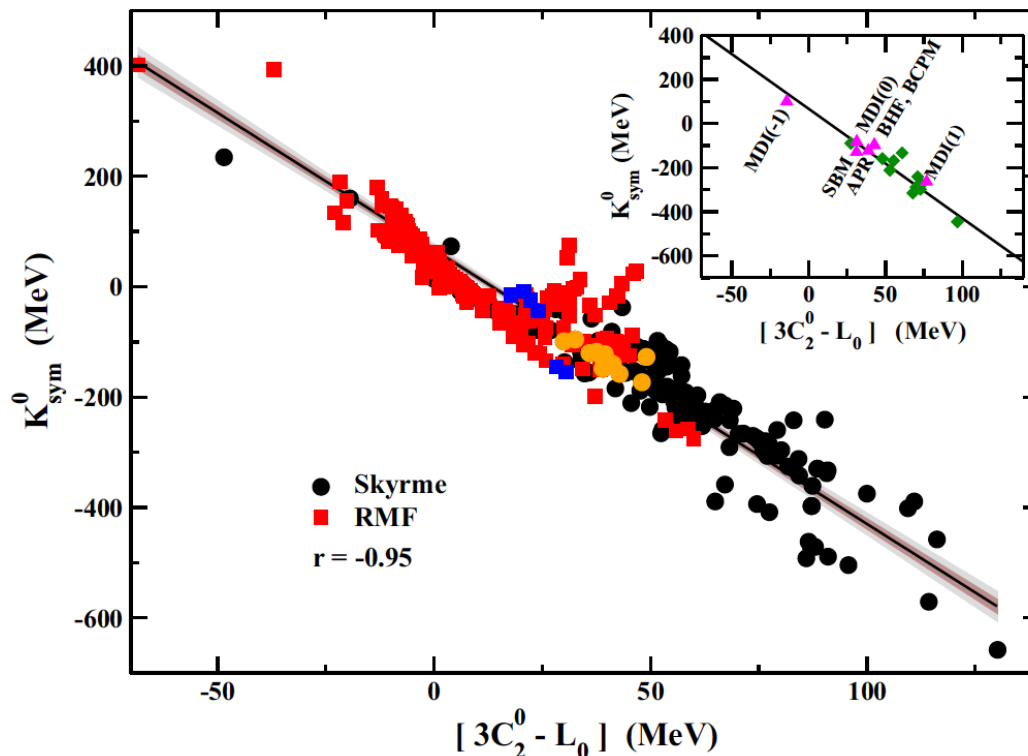 400
200
0
-200
-400
-600
K⁰sym (MeV)
-50
0
50
100
[ 3C₂⁰ - L₀ ] (MeV)
Skyrme
RMF
r = -0.95
400
200
0
-200
-400
-600
K⁰sym (MeV)
MDI(-1)
SBM
APR
MDI(0)
BHF, BCPM
MDI(1)
-50
0
50
100
[ 3C₂⁰ - L₀ ] (MeV)